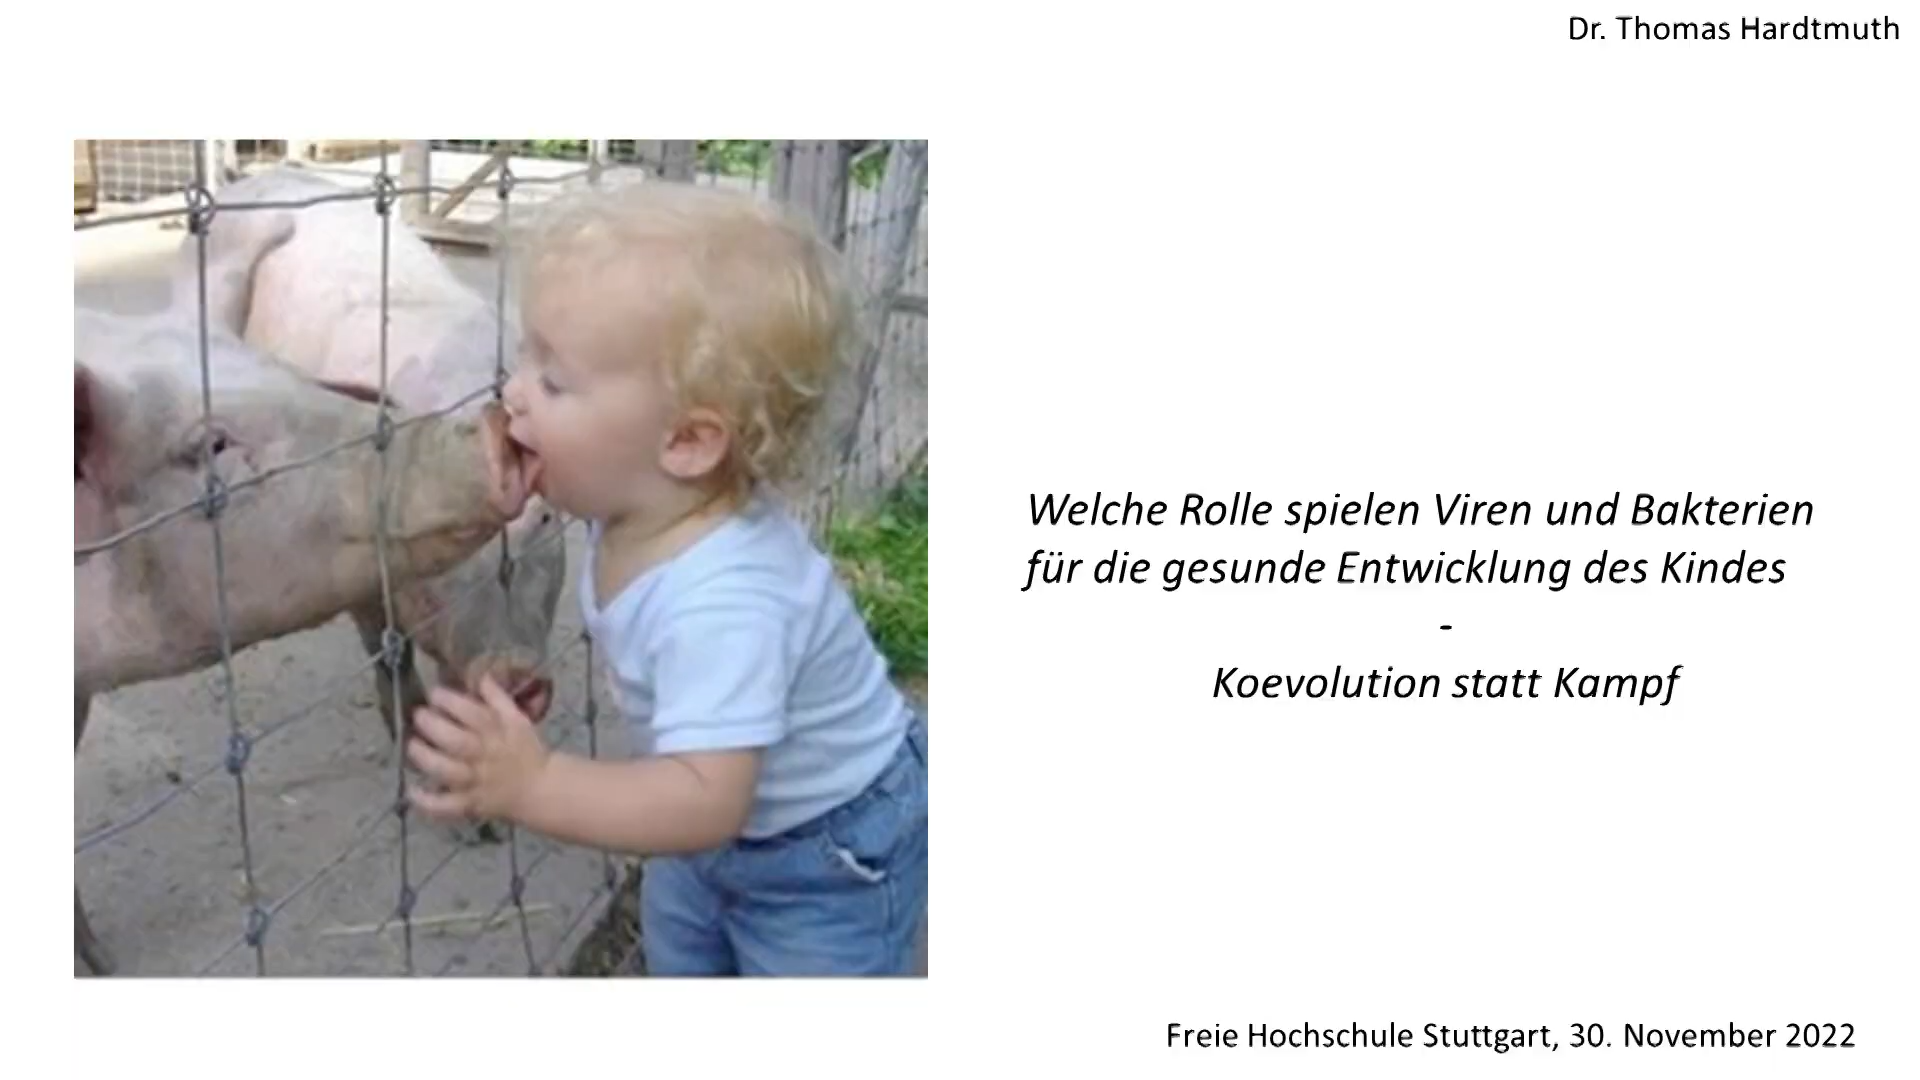 Dr. Thomas Hardtmuth
Welche Rolle spielen Viren und Bakterien
für die gesunde Entwicklung des Kindes
-
Koevolution statt Kampf
Freie Hochschule Stuttgart, 30. November 2022